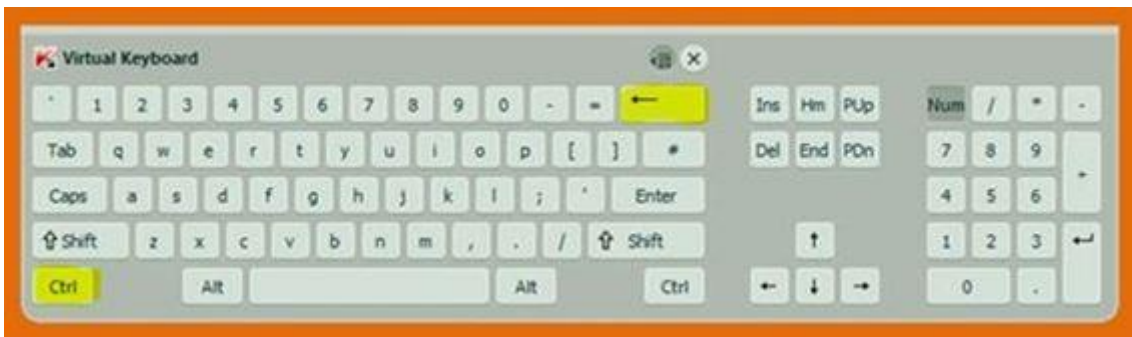 Virtual Keyboard
` 1 2 3 4 5 6 7 8 9 0 - = ← Ins Hm PUp Num / * -
Tab q w e r t y u i o p [ ] # Del End PDn 7 8 9 +
Caps a s d f g h j k l ; ' Enter 4 5 6
⇧ Shift z x c v b n m , . / ⇧ Shift ↑ 1 2 3 ↵
Ctrl Alt Alt Ctrl ← ↓ → 0 .